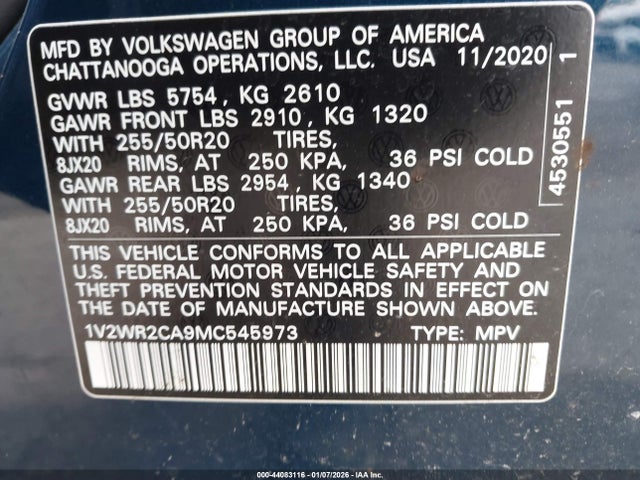 MFD BY VOLKSWAGEN GROUP OF AMERICA
CHATTANOOGA OPERATIONS, LLC. USA 11/2020
GVWR LBS 5754 , KG 2610
GAWR FRONT LBS 2910 , KG 1320
WITH 255/50R20 TIRES,
8JX20 RIMS, AT 250 KPA, 36 PSI COLD
GAWR REAR LBS 2954 , KG 1340
WITH 255/50R20 TIRES,
8JX20 RIMS, AT 250 KPA, 36 PSI COLD
THIS VEHICLE CONFORMS TO ALL APPLICABLE
U.S. FEDERAL MOTOR VEHICLE SAFETY AND
THEFT PREVENTION STANDARDS IN EFFECT ON
THE DATE OF MANUFACTURE SHOWN ABOVE.
1V2WR2CA9MC545973 TYPE: MPV
4530551 1
000-44083116 - 01/07/2026 - IAAI.COM